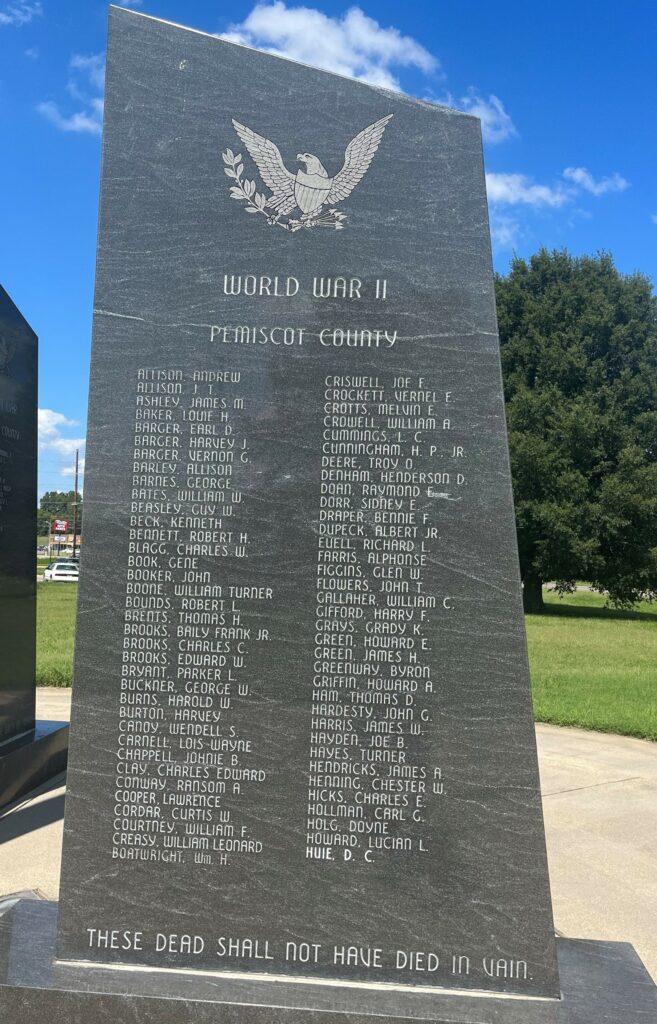 WORLD WAR II
PEMISCOT COUNTY
ALLISON, ANDREW
ALLISON, J. T.
ASHLEY, JAMES M.
BAKER, LOUIE H.
BARGER, EARL D.
BARGER, HARVEY J.
BARGER, VERNON G.
BARLEY, ALLISON
BARNES, GEORGE
BATES, WILLIAM W.
BEASLEY, GUY W.
BECK, KENNETH
BENNETT, ROBERT H.
BLAGG, CHARLES W.
BOOK, GENE
BOOKER, JOHN
BOONE, WILLIAM TURNER
BOUNDS, ROBERT L.
BRENTS, THOMAS H.
BROOKS, BAILY FRANK JR.
BROOKS, CHARLES C.
BROOKS, EDWARD W.
BRYANT, PARKER L.
BUCKNER, GEORGE W.
BURNS, HAROLD W.
BURTON, HARVEY
CANOY, WENDELL S.
CARNELL, LOIS-WAYNE
CHAPPELL, JOHNIE B.
CLAY, CHARLES EDWARD
CONWAY, RANSOM A.
COOPER, LAWRENCE
CORDAR, CURTIS W.
COURTNEY, WILLIAM F.
CREASY, WILLIAM LEONARD
BOATWRIGHT, Wm. H.
CRISWELL, JOE F.
CROCKETT, VERNEL E.
CROTTS, MELVIN E.
CROWELL, WILLIAM A.
CUMMINGS, L. C.
CUNNINGHAM, H. P., JR.
DEERE, TROY O.
DENHAM, HENDERSON D.
DOAN, RAYMOND E.
DORR, SIDNEY E.
DRAPER, BENNIE F.
DUPECK, ALBERT JR.
EUELL, RICHARD L.
FARRIS, ALPHONSE
FIGGINS, GLEN W.
FLOWERS, JOHN T.
GALLAHER, WILLIAM C.
GIFFORD, HARRY F.
GRAYS, GRADY K.
GREEN, HOWARD E.
GREEN, JAMES H.
GREENWAY, BYRON
GRIFFIN, HOWARD A.
HAM, THOMAS D.
HARDESTY, JOHN G.
HARRIS, JAMES W.
HAYDEN, JOE B.
HAYES, TURNER
HENDRICKS, JAMES A.
HENNING, CHESTER W.
HICKS, CHARLES E.
HOLLMAN, CARL G.
HOLG, DOYNE
HOWARD, LUCIAN L.
HUIE, D. C.
THESE DEAD SHALL NOT HAVE DIED IN VAIN.